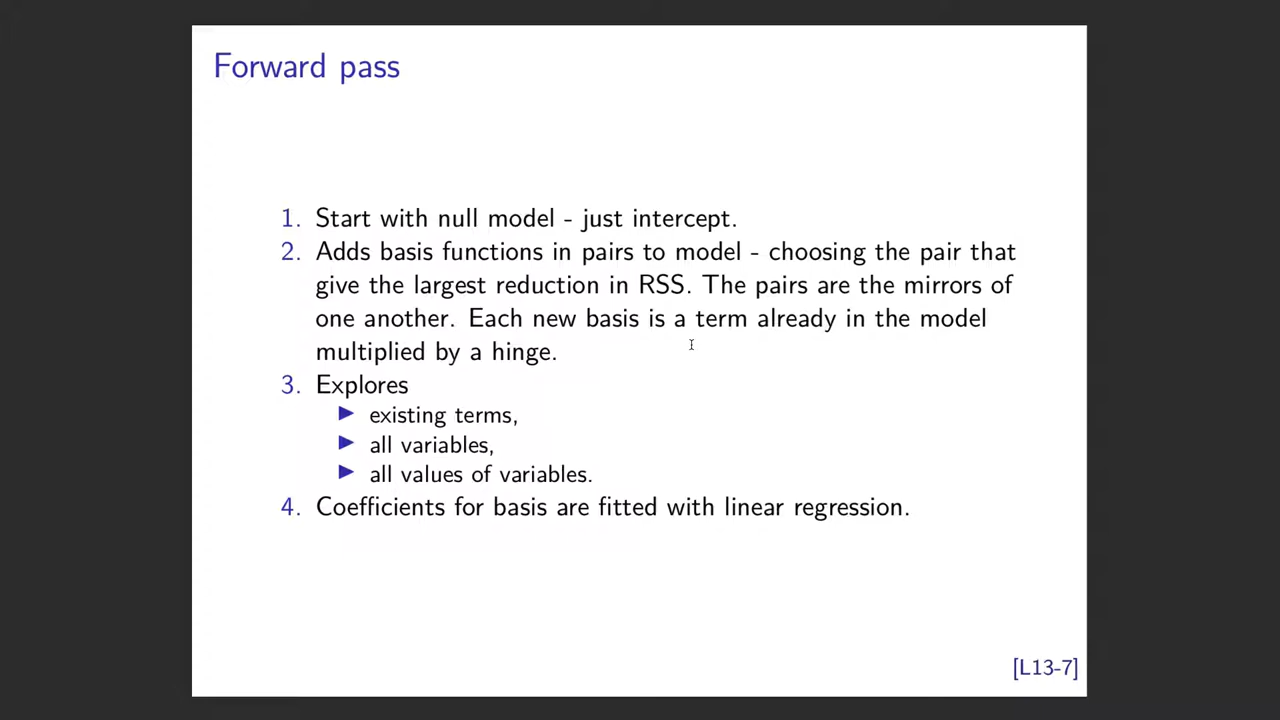 Forward pass
1. Start with null model - just intercept.
2. Adds basis functions in pairs to model - choosing the pair that
give the largest reduction in RSS. The pairs are the mirrors of
one another. Each new basis is a term already in the model
multiplied by a hinge.
3. Explores
▶ existing terms,
▶ all variables,
▶ all values of variables.
4. Coefficients for basis are fitted with linear regression.
[L13-7]